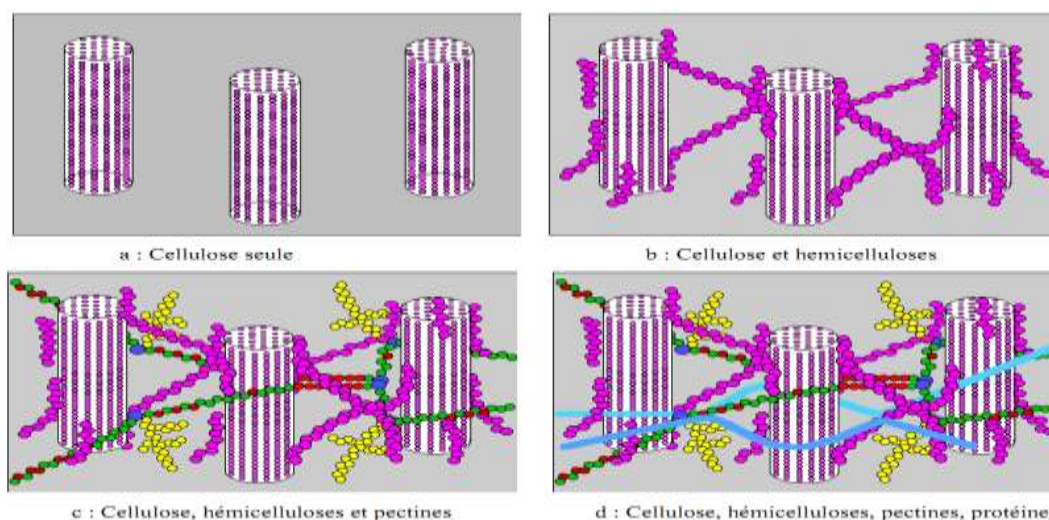 a : Cellulose seule
b : Cellulose et hemicelluloses
c : Cellulose, hémicelluloses et pectines
d : Cellulose, hémicelluloses, pectines, protéine